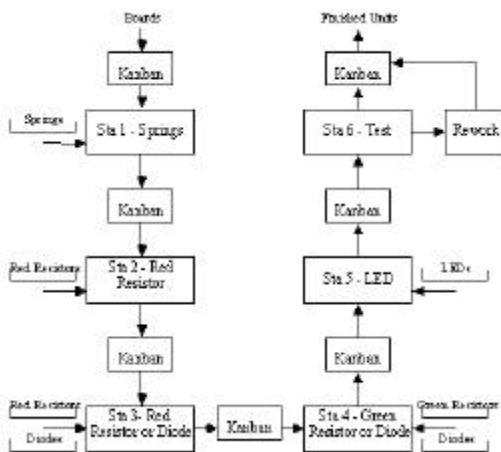 Boards
Finished Units
Kanban
Kanban
Springs
Sta 1 - Springs
Sta 6 - Test
Rework
Kanban
Kanban
Red Resistors
Sta 2 - Red
Resistor
Sta 5 - LED
LEDs
Kanban
Kanban
Red Resistors
Diodes
Sta 3- Red
Resistor or Diode
Kanban
Sta 4 - Green
Resistor or Diode
Green Resistors
Diodes